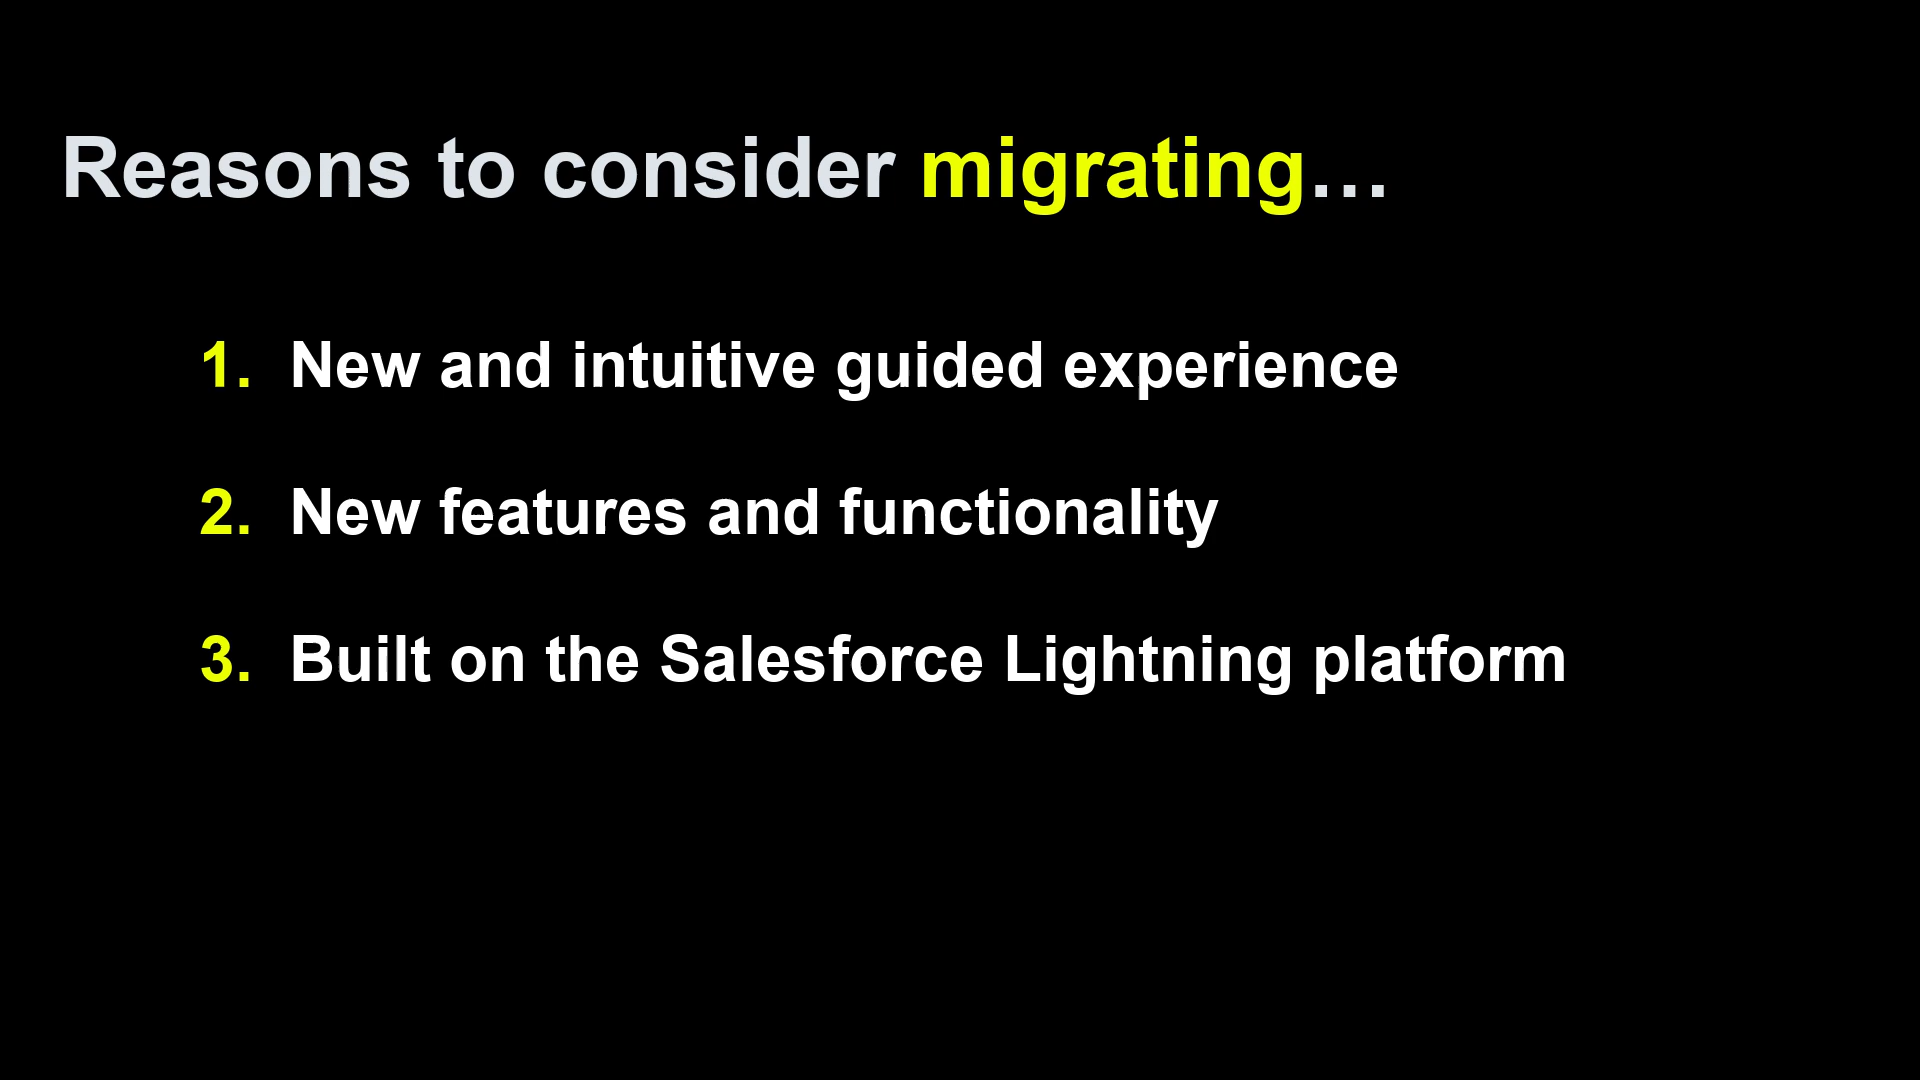 Reasons to consider migrating…
1. New and intuitive guided experience
2. New features and functionality
3. Built on the Salesforce Lightning platform